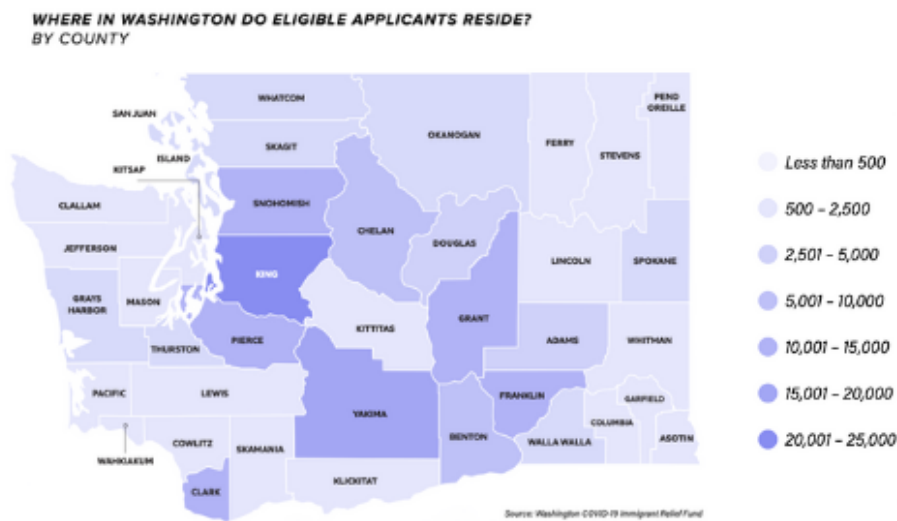 WHERE IN WASHINGTON DO ELIGIBLE APPLICANTS RESIDE?
BY COUNTY
WHATCOM
PEND
OREILLE
SAN JUAN
OKANOGAN
FERRY
STEVENS
SKAGIT
ISLAND
KITSAP
Less than 500
CLALLAM
SNOHOMISH
500 – 2,500
CHELAN
DOUGLAS
JEFFERSON
2,501 – 5,000
KING
LINCOLN
SPOKANE
GRAYS
HARBOR
MASON
5,001 – 10,000
GRANT
KITTITAS
PIERCE
ADAMS
WHITMAN
THURSTON
10,001 – 15,000
PACIFIC
LEWIS
FRANKLIN
GARFIELD
15,001 – 20,000
YAKIMA
COLUMBIA
BENTON
WALLA WALLA
ASOTIN
COWLITZ
SKAMANIA
20,001 – 25,000
WAHKIAKUM
KLICKITAT
CLARK
Source: Washington COVID-19 Immigrant Relief Fund